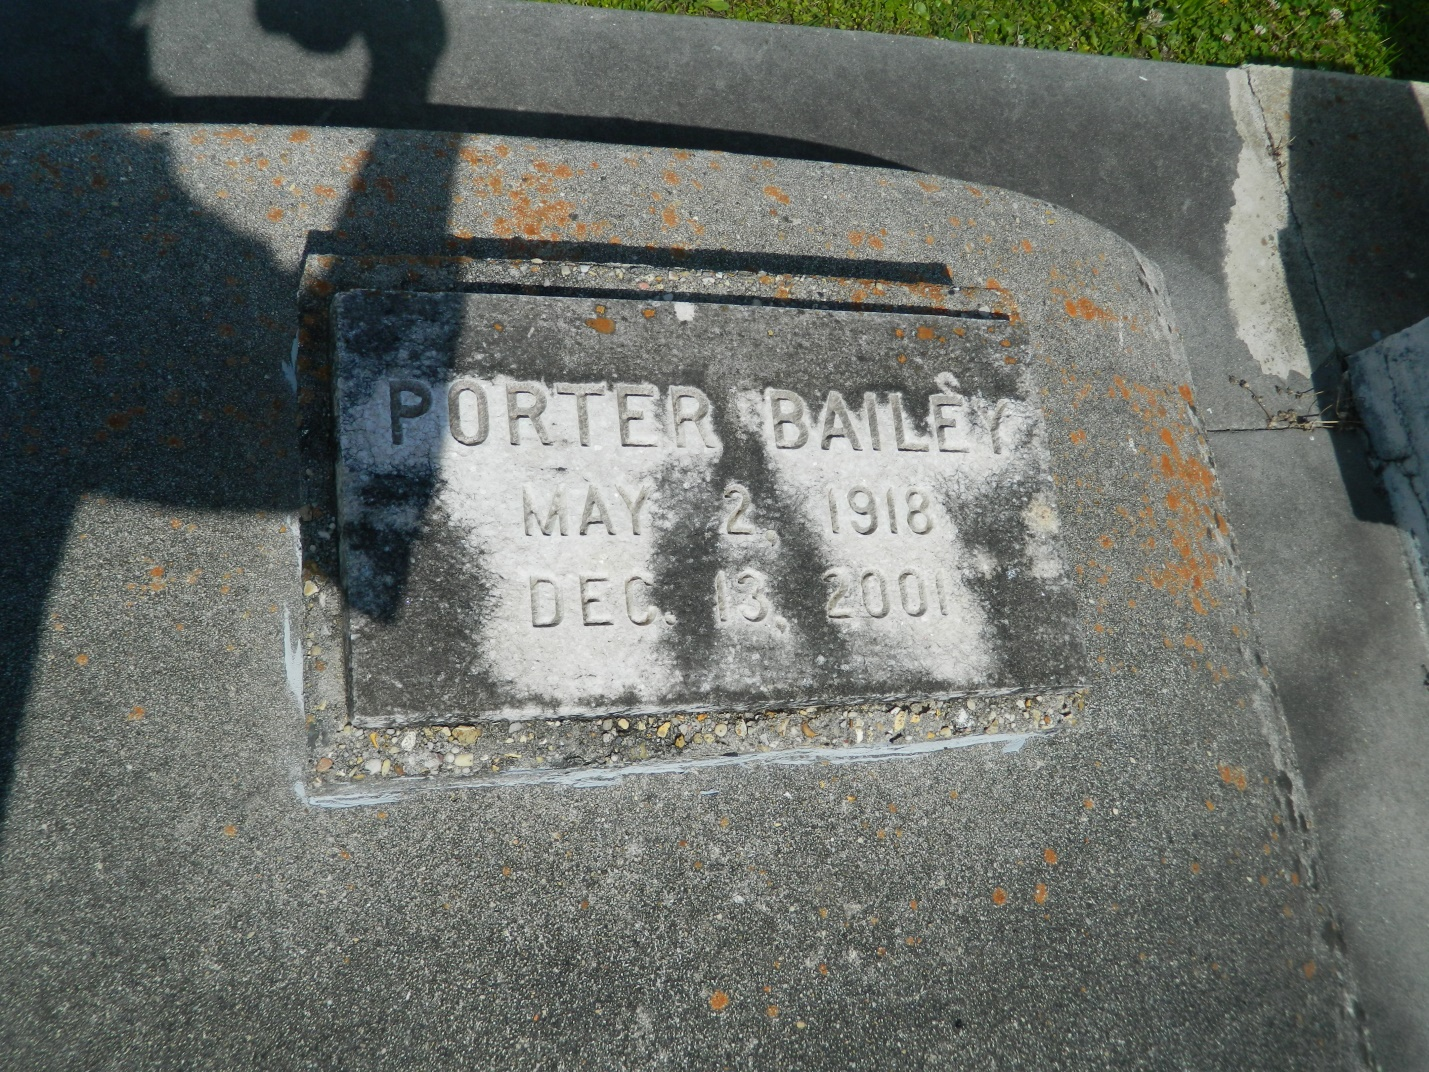 PORTER BAILEY
MAY 2, 1918
DEC. 13, 2001